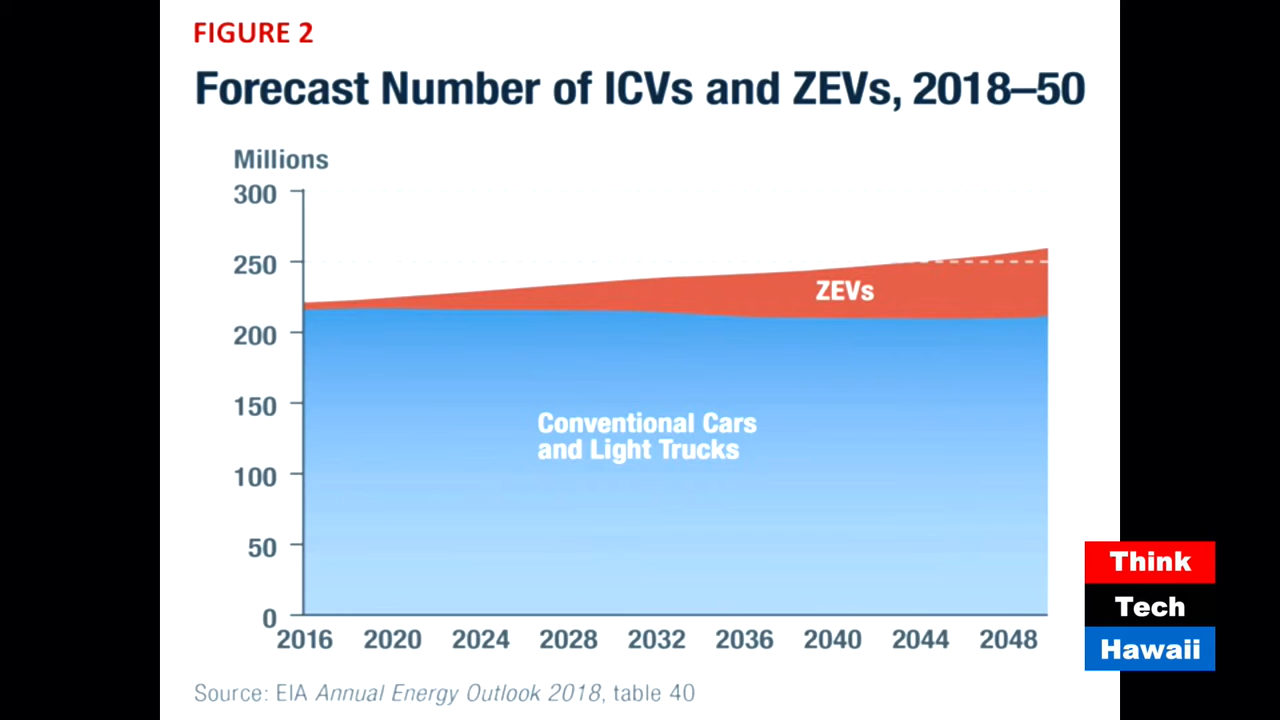 FIGURE 2
Forecast Number of ICVs and ZEVs, 2018–50
Millions
300
250
200
150
100
50
0
ZEVs
Conventional Cars
and Light Trucks
2016 2020 2024 2028 2032 2036 2040 2044 2048
Source: EIA Annual Energy Outlook 2018, table 40
Think
Tech
Hawaii